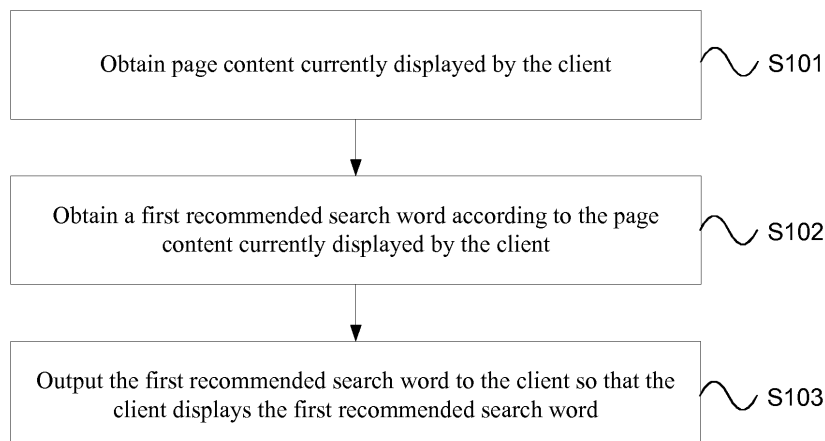 Obtain page content currently displayed by the client
S101
Obtain a first recommended search word according to the page
content currently displayed by the client
S102
Output the first recommended search word to the client so that the
client displays the first recommended search word
S103